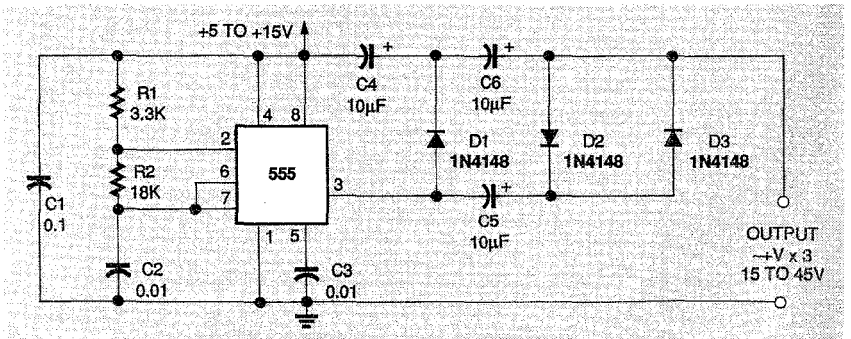 +5 TO +15V
+
+
C4
10µF
C6
10µF
R1
3.3K
4
8
2
D1
1N4148
D2
1N4148
D3
1N4148
R2
18K
6
7
555
3
C1
0.1
+
C5
10µF
1
5
C2
0.01
C3
0.01
OUTPUT
~+V x 3
15 TO 45V